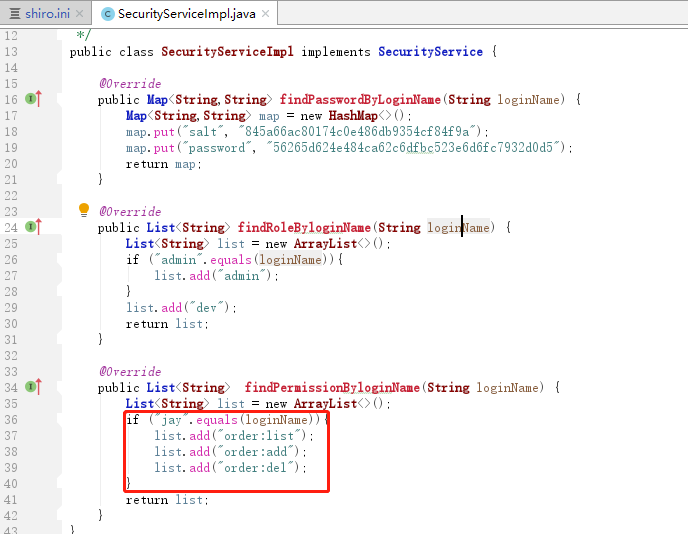 shiro.ini × SecurityServiceImpl.java ×
12 */
13 public class SecurityServiceImpl implements SecurityService {
14
15 @Override
16 public Map<String,String> findPasswordByLoginName(String loginName) {
17 Map<String,String> map = new HashMap<>();
18 map.put("salt", "845a66ac80174c0e486db9354cf84f9a");
19 map.put("password", "56265d624e484ca62c6dfbc523e6d6fc7932d0d5");
20 return map;
21 }
22
23 @Override
24 public List<String> findRoleByloginName(String loginName) {
25 List<String> list = new ArrayList<>();
26 if ("admin".equals(loginName)){
27 list.add("admin");
28 }
29 list.add("dev");
30 return list;
31 }
32
33 @Override
34 public List<String>  findPermissionByloginName(String loginName) {
35 List<String> list = new ArrayList<>();
36 if ("jay".equals(loginName)){
37 list.add("order:list");
38 list.add("order:add");
39 list.add("order:del");
40 }
41 return list;
42 }
43 }